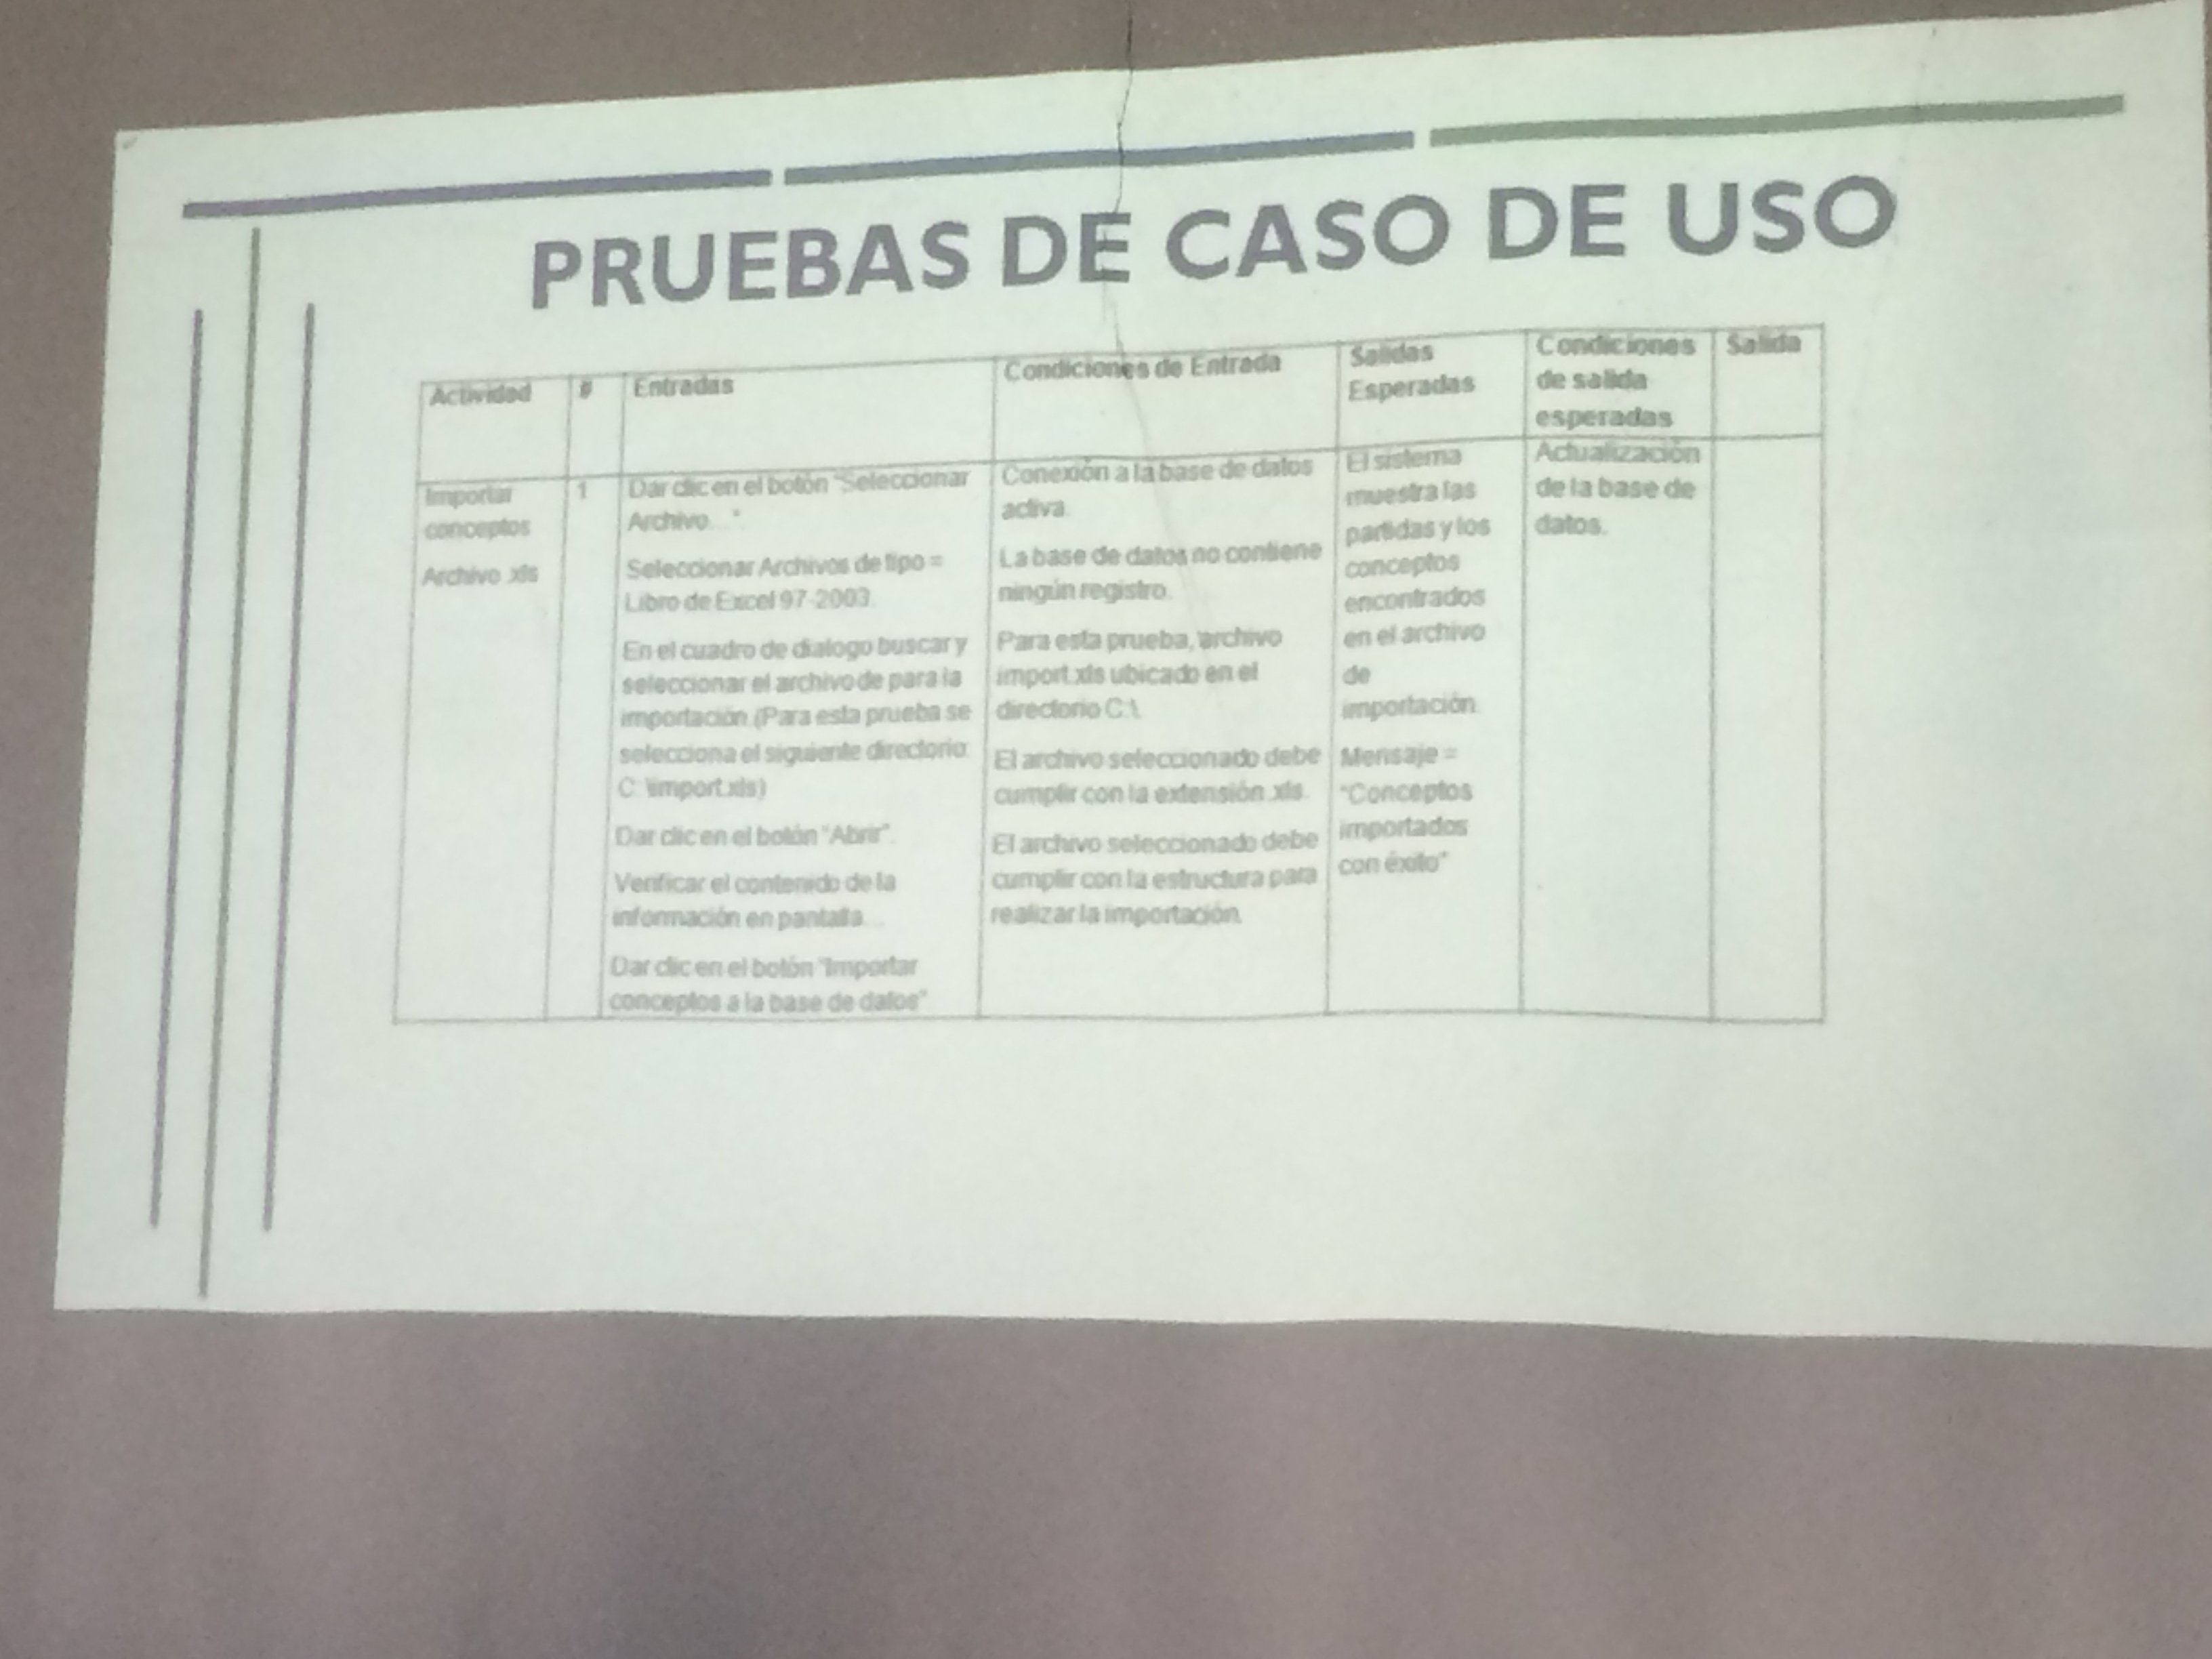 PRUEBAS DE CASO DE USO
Actividad
#
Entradas
Condiciones de Entrada
Salidas
Esperadas
Condiciones
de salida
esperadas
Salida
Importar
conceptos
Archivo .xls
1
Dar clic en el botón "Seleccionar
Archivo..."
Seleccionar Archivos de tipo =
Libro de Excel 97-2003.
En el cuadro de dialogo buscar y
seleccionar el archivo de para la
importación.(Para esta prueba se
selecciona el siguiente directorio:
C:\import.xls)
Dar clic en el botón "Abrir".
Verificar el contenido de la
información en pantalla...
Dar clic en el botón "Importar
conceptos a la base de datos"
Conexión a la base de datos
activa.
La base de datos no contiene
ningún registro.
Para esta prueba, archivo
import.xls ubicado en el
directorio C:\.
El archivo seleccionado debe
cumplir con la extensión .xls.
El archivo seleccionado debe
cumplir con la estructura para
realizar la importación.
El sistema
muestra las
partidas y los
conceptos
encontrados
en el archivo
de
importación.
Mensaje =
"Conceptos
importados
con éxito"
Actualización
de la base de
datos.